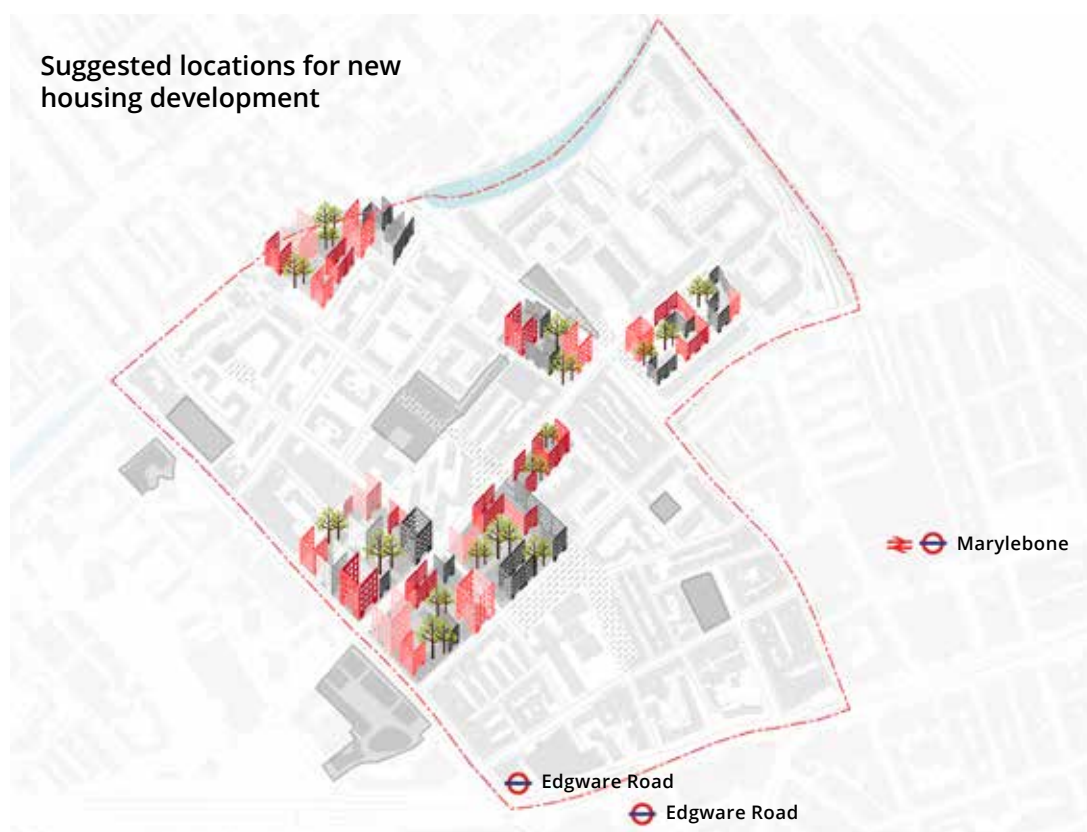 Suggested locations for new
housing development
Marylebone
Edgware Road
Edgware Road